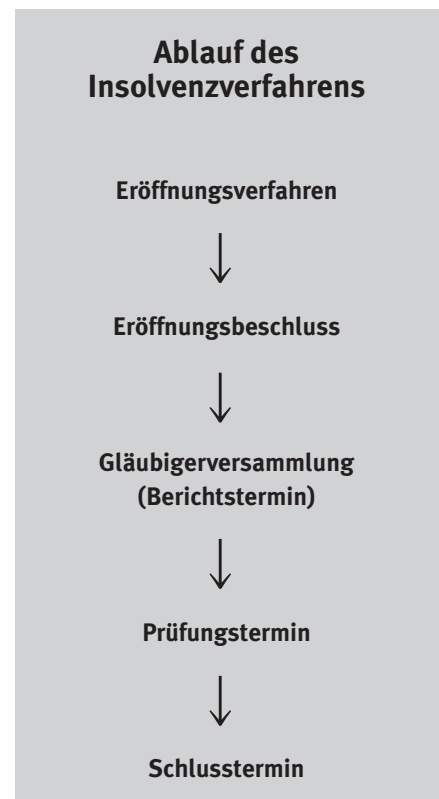 Ablauf des
Insolvenzverfahrens
Eröffnungsverfahren
Eröffnungsbeschluss
Gläubigerversammlung
(Berichtstermin)
Prüfungstermin
Schlusstermin